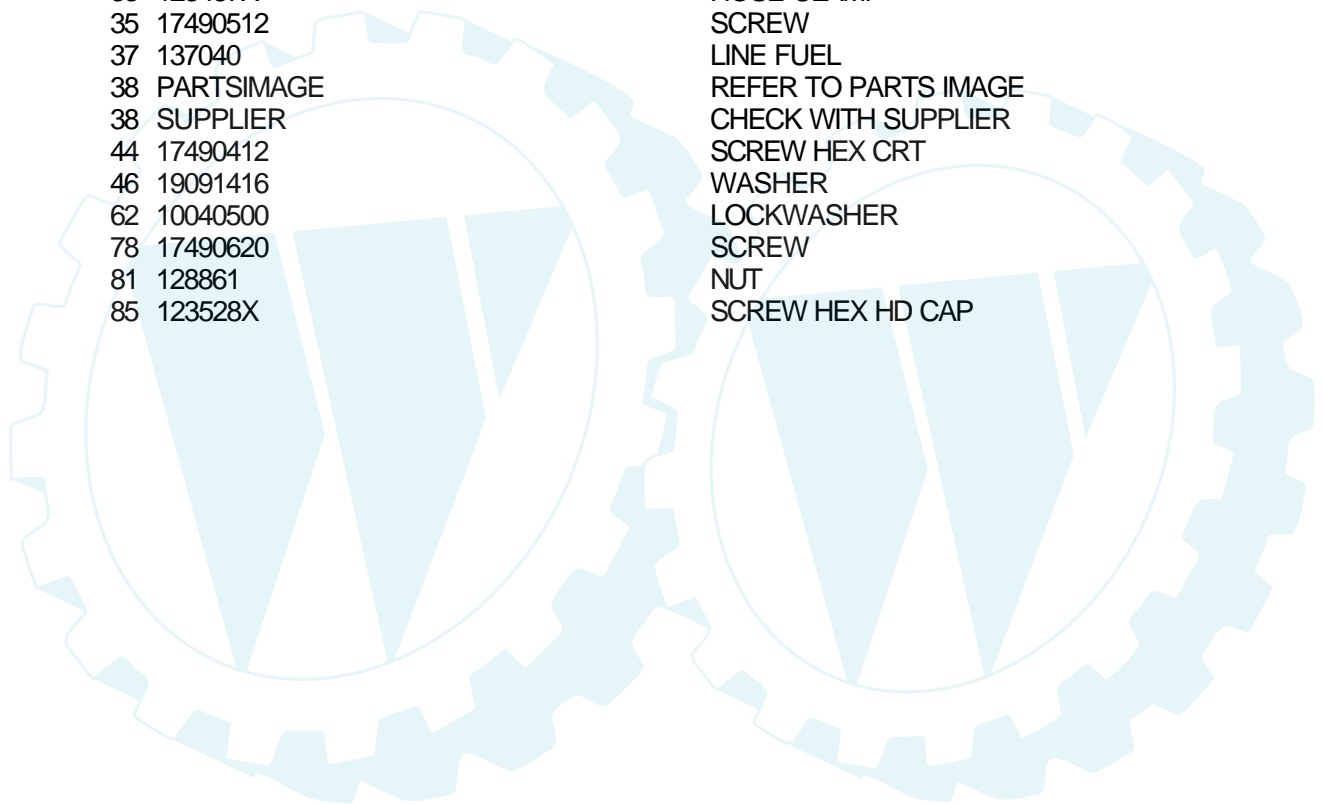 35 17490512 SCREW
37 137040 LINE FUEL
38 PARTSIMAGE REFER TO PARTS IMAGE
38 SUPPLIER CHECK WITH SUPPLIER
44 17490412 SCREW HEX CRT
46 19091416 WASHER
62 10040500 LOCKWASHER
78 17490620 SCREW
81 128861 NUT
85 123528X SCREW HEX HD CAP